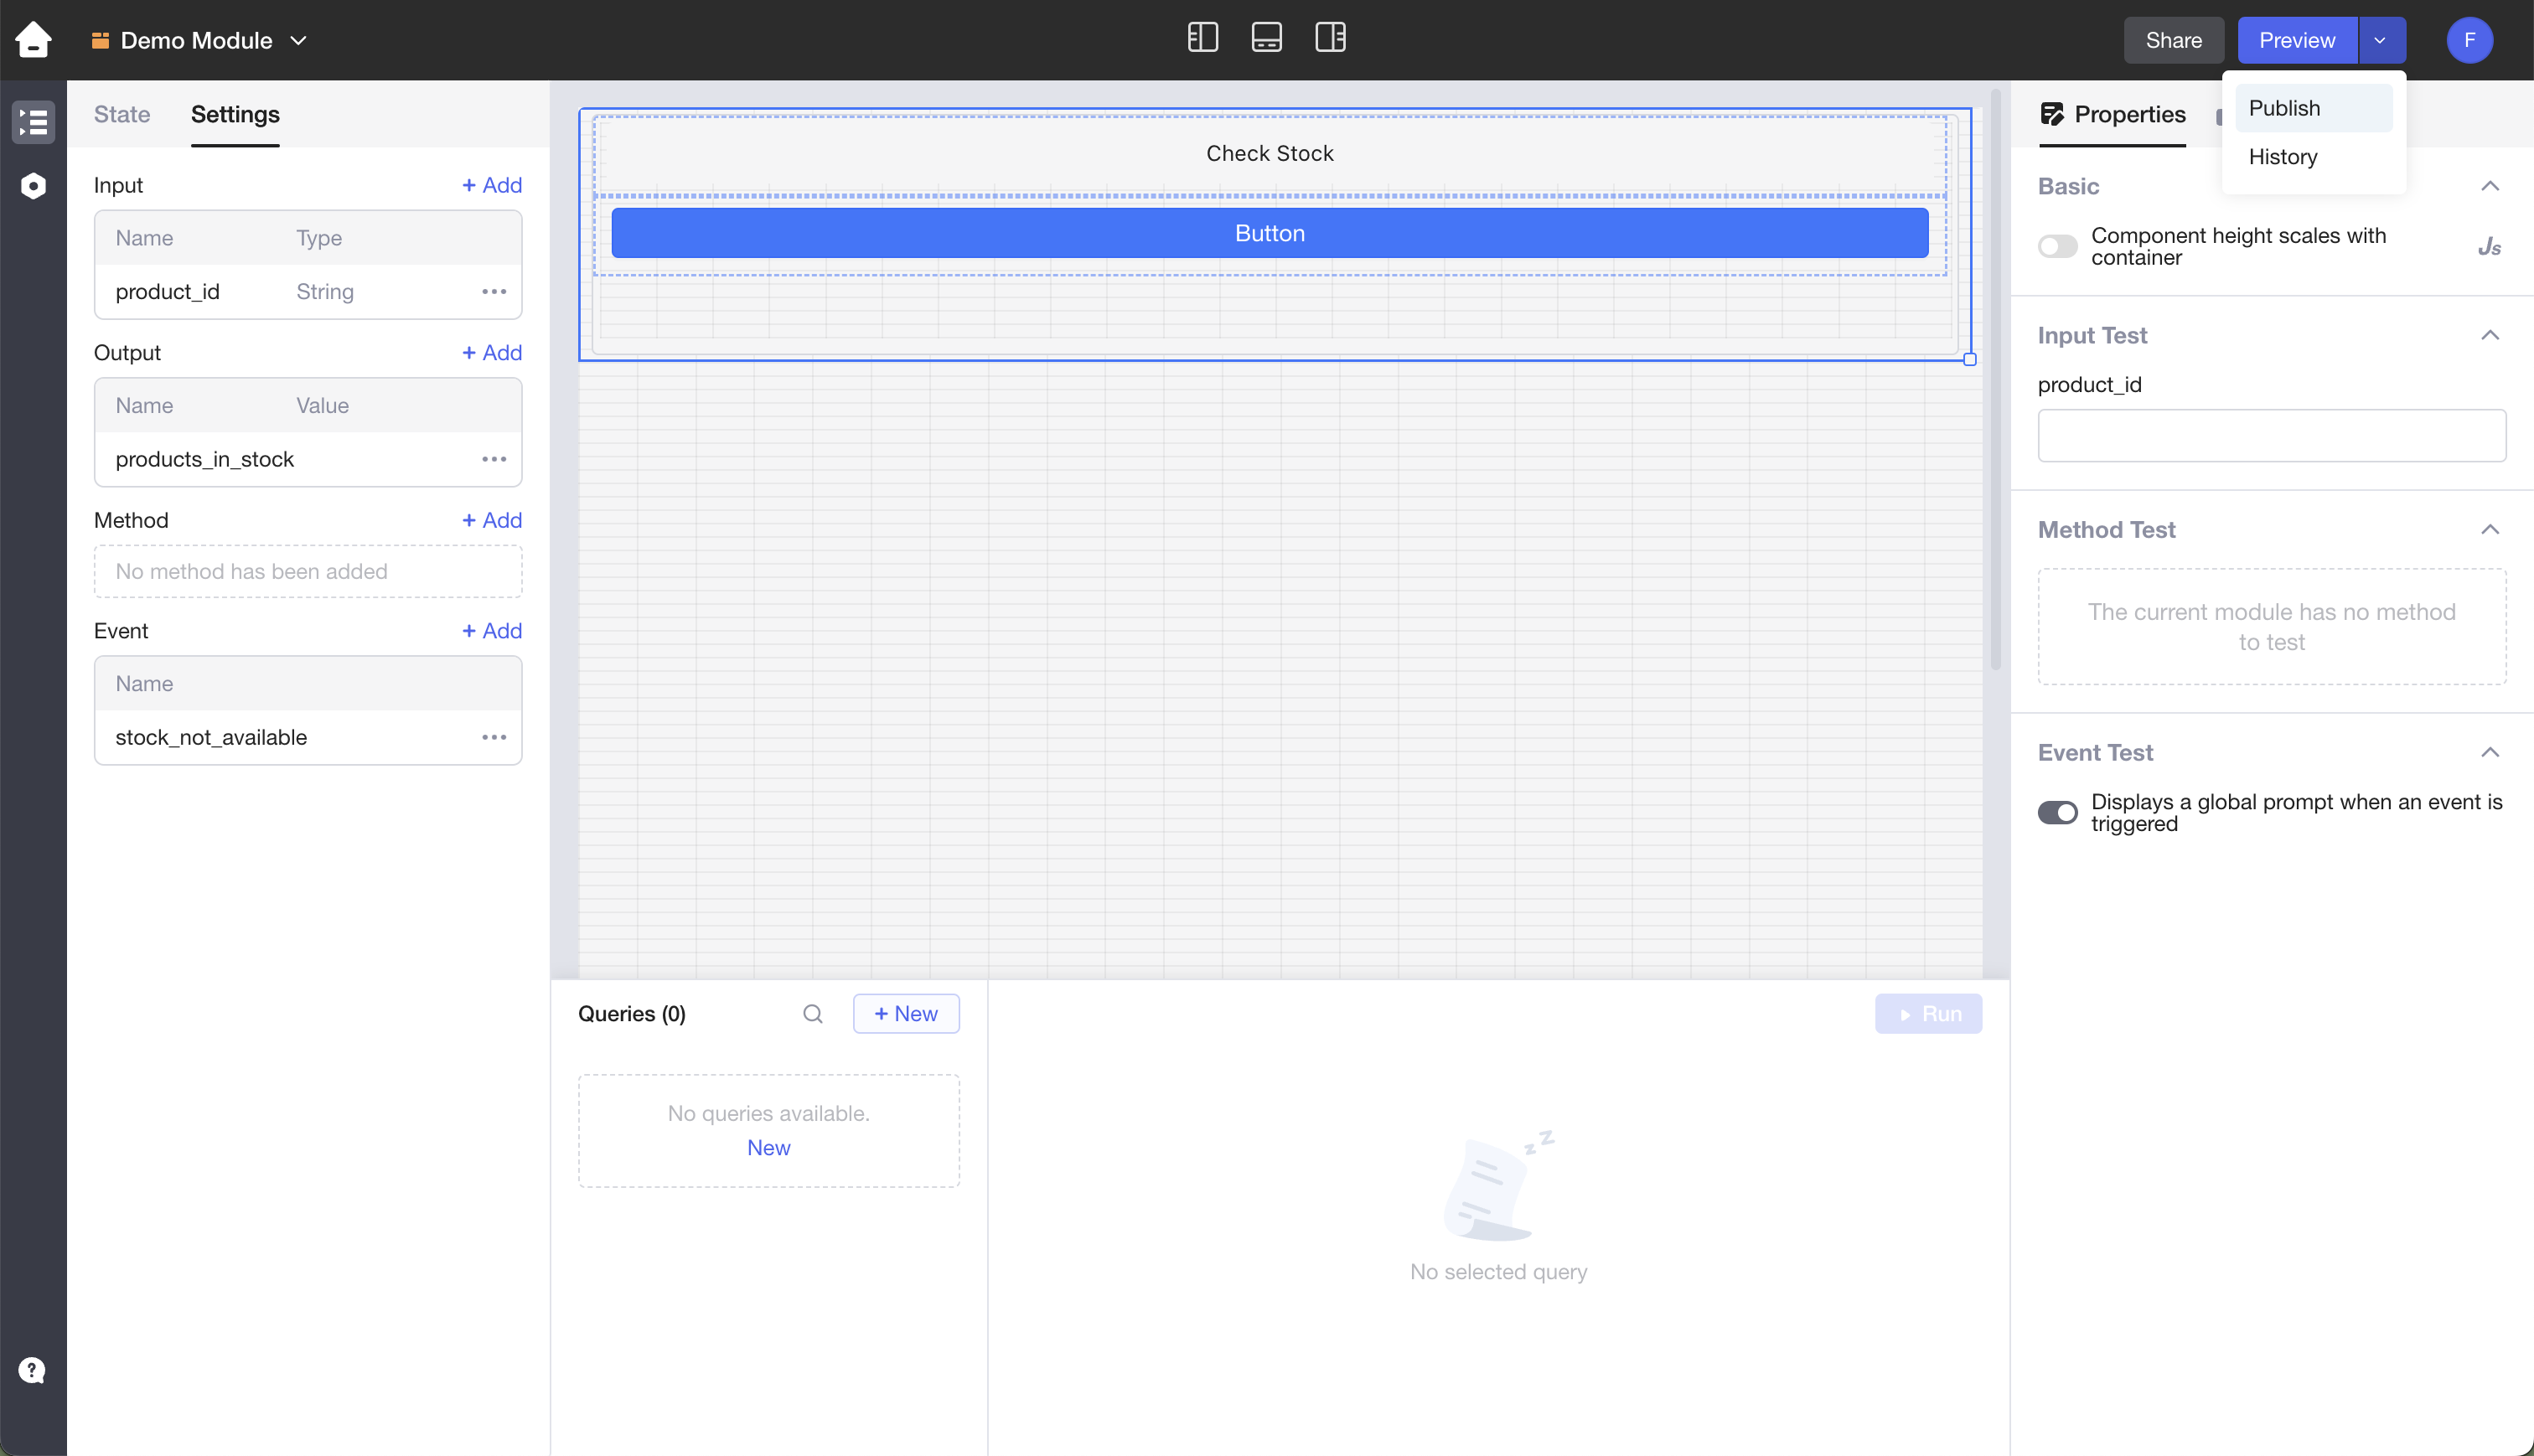 Demo Module
Share
Preview
F
Publish
History
State
Settings
Input
+ Add
Name
Type
product_id
String
Output
+ Add
Name
Value
products_in_stock
Method
+ Add
No method has been added
Event
+ Add
Name
stock_not_available
Check Stock
Button
Queries (0)
+ New
No queries available.
New
Run
z z
No selected query
Properties
Basic
Component height scales with
container
Js
Input Test
product_id
Method Test
The current module has no method
to test
Event Test
Displays a global prompt when an event is
triggered
?